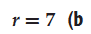 r = 7 (b